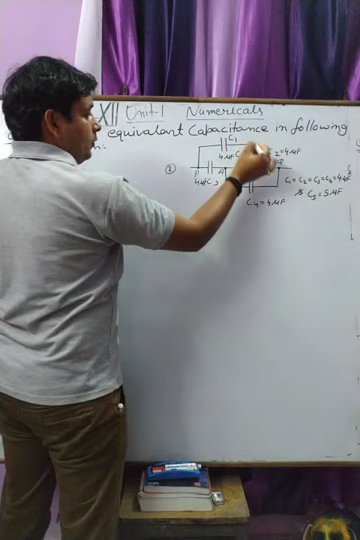 XII Unit-1 Numericals
equivalent Capacitance in following
C₁
4μF C₂=4μF
②
4μF C₃
C₁=C₂=C₃=C₄=4μF
C₅=5μF
C₄=4μF